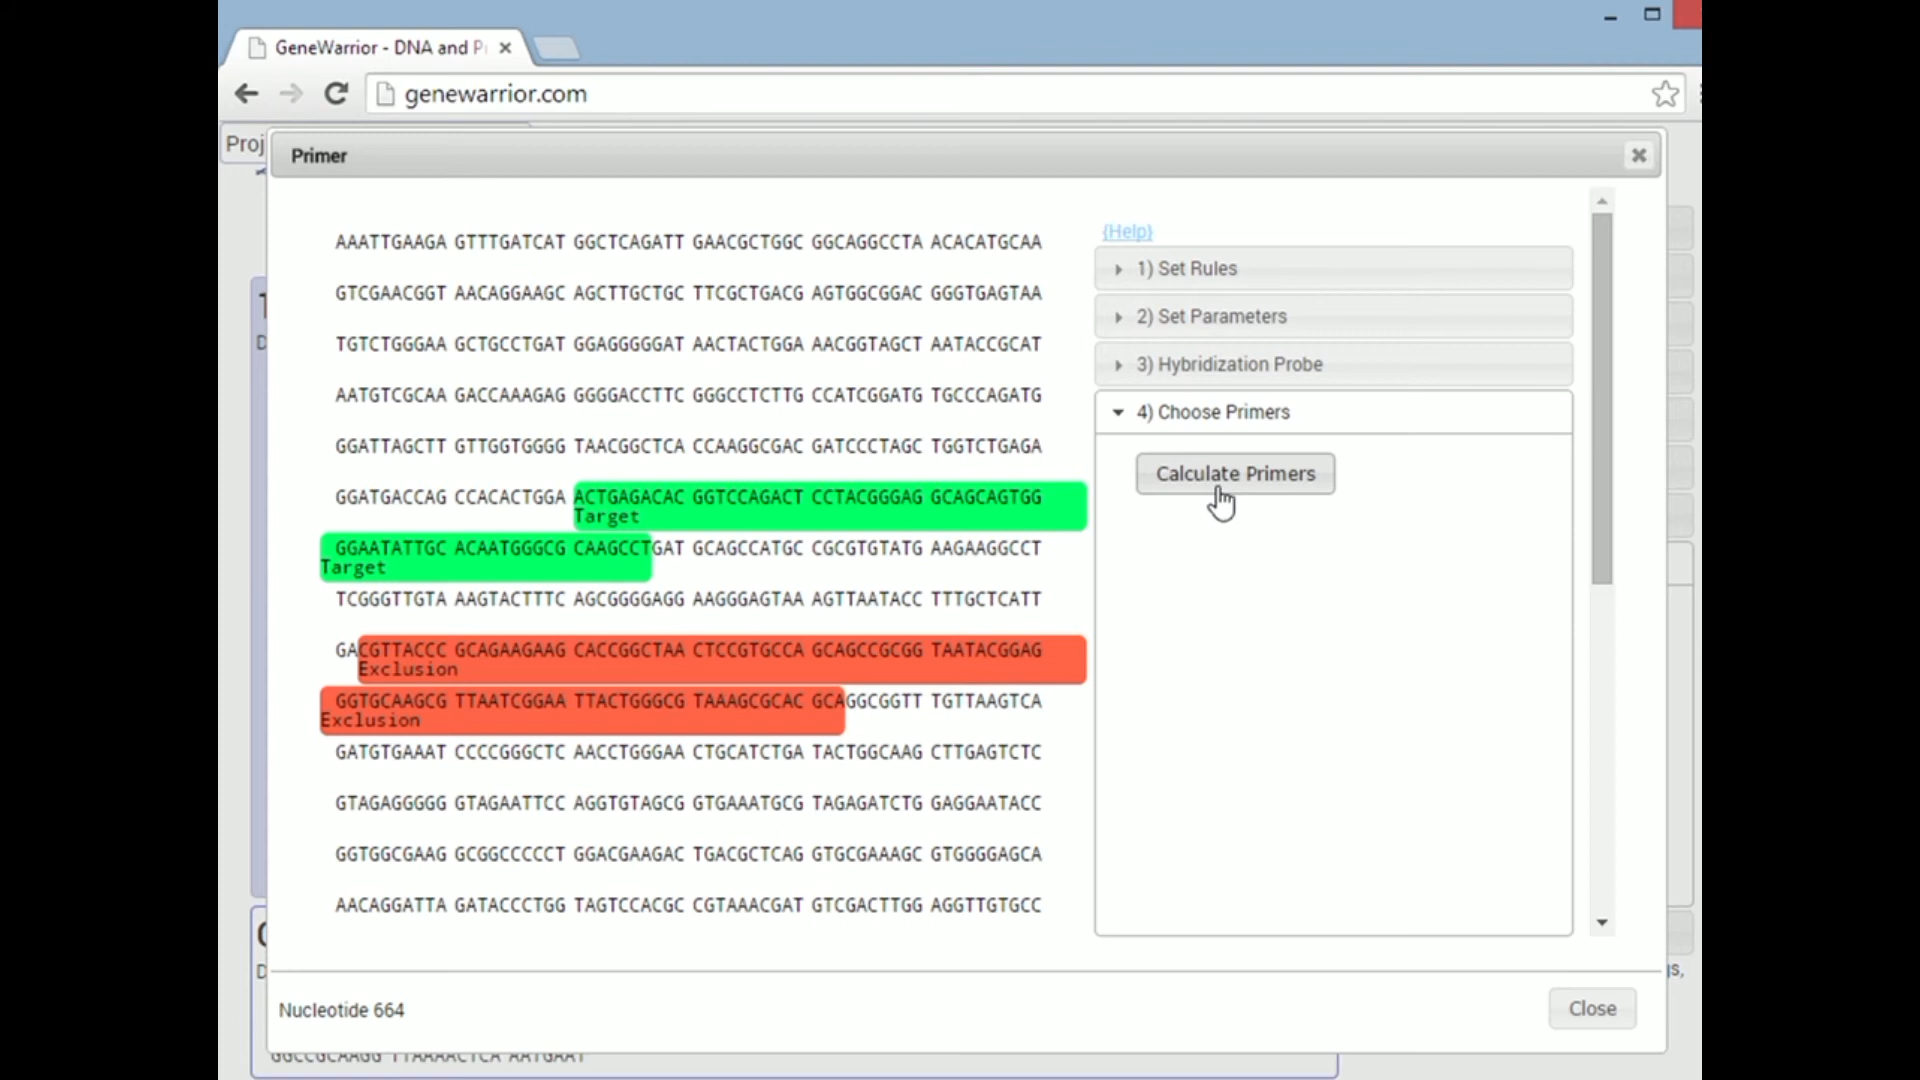 GeneWarrior - DNA and P
genewarrior.com
Proj
Primer
AAATTGAAGA GTTTGATCAT GGCTCAGATT GAACGCTGGC GGCAGGCCTA ACACATGCAA
GTCGAACGGT AACAGGAAGC AGCTTGCTGC TTCGCTGACG AGTGGCGGAC GGGTGAGTAA
TGTCTGGGAA GCTGCCTGAT GGAGGGGGAT AACTACTGGA AACGGTAGCT AATACCGCAT
AATGTCGCAA GACCAAAGAG GGGGACCTTC GGGCCTCTTG CCATCGGATG TGCCCAGATG
GGATTAGCTT GTTGGTGGGG TAACGGCTCA CCAAGGCGAC GATCCCTAGC TGGTCTGAGA
GGATGACCAG CCACACTGGA ACTGAGACAC GGTCCAGACT CCTACGGGAG GCAGCAGTGG
Target
GGAATATTGC ACAATGGGCG CAAGCCTGAT GCAGCCATGC CGCGTGTATG AAGAAGGCCT
Target
TCGGGTTGTA AAGTACTTTC AGCGGGGAGG AAGGGAGTAA AGTTAATACC TTTGCTCATT
GACGTTACCC GCAGAAGAAG CACCGGCTAA CTCCGTGCCA GCAGCCGCGG TAATACGGAG
Exclusion
GGTGCAAGCG TTAATCGGAA TTACTGGGCG TAAAGCGCAC GCAGGCGGTT TGTTAAGTCA
Exclusion
GATGTGAAAT CCCCGGGCTC AACCTGGGAA CTGCATCTGA TACTGGCAAG CTTGAGTCTC
GTAGAGGGGG GTAGAATTCC AGGTGTAGCG GTGAAATGCG TAGAGATCTG GAGGAATACC
GGTGGCGAAG GCGGCCCCCT GGACGAAGAC TGACGCTCAG GTGCGAAAGC GTGGGGAGCA
AACAGGATTA GATACCCTGG TAGTCCACGC CGTAAACGAT GTCGACTTGG AGGTTGTGCC
{Help}
1) Set Rules
2) Set Parameters
3) Hybridization Probe
4) Choose Primers
Calculate Primers
Nucleotide 664
Close